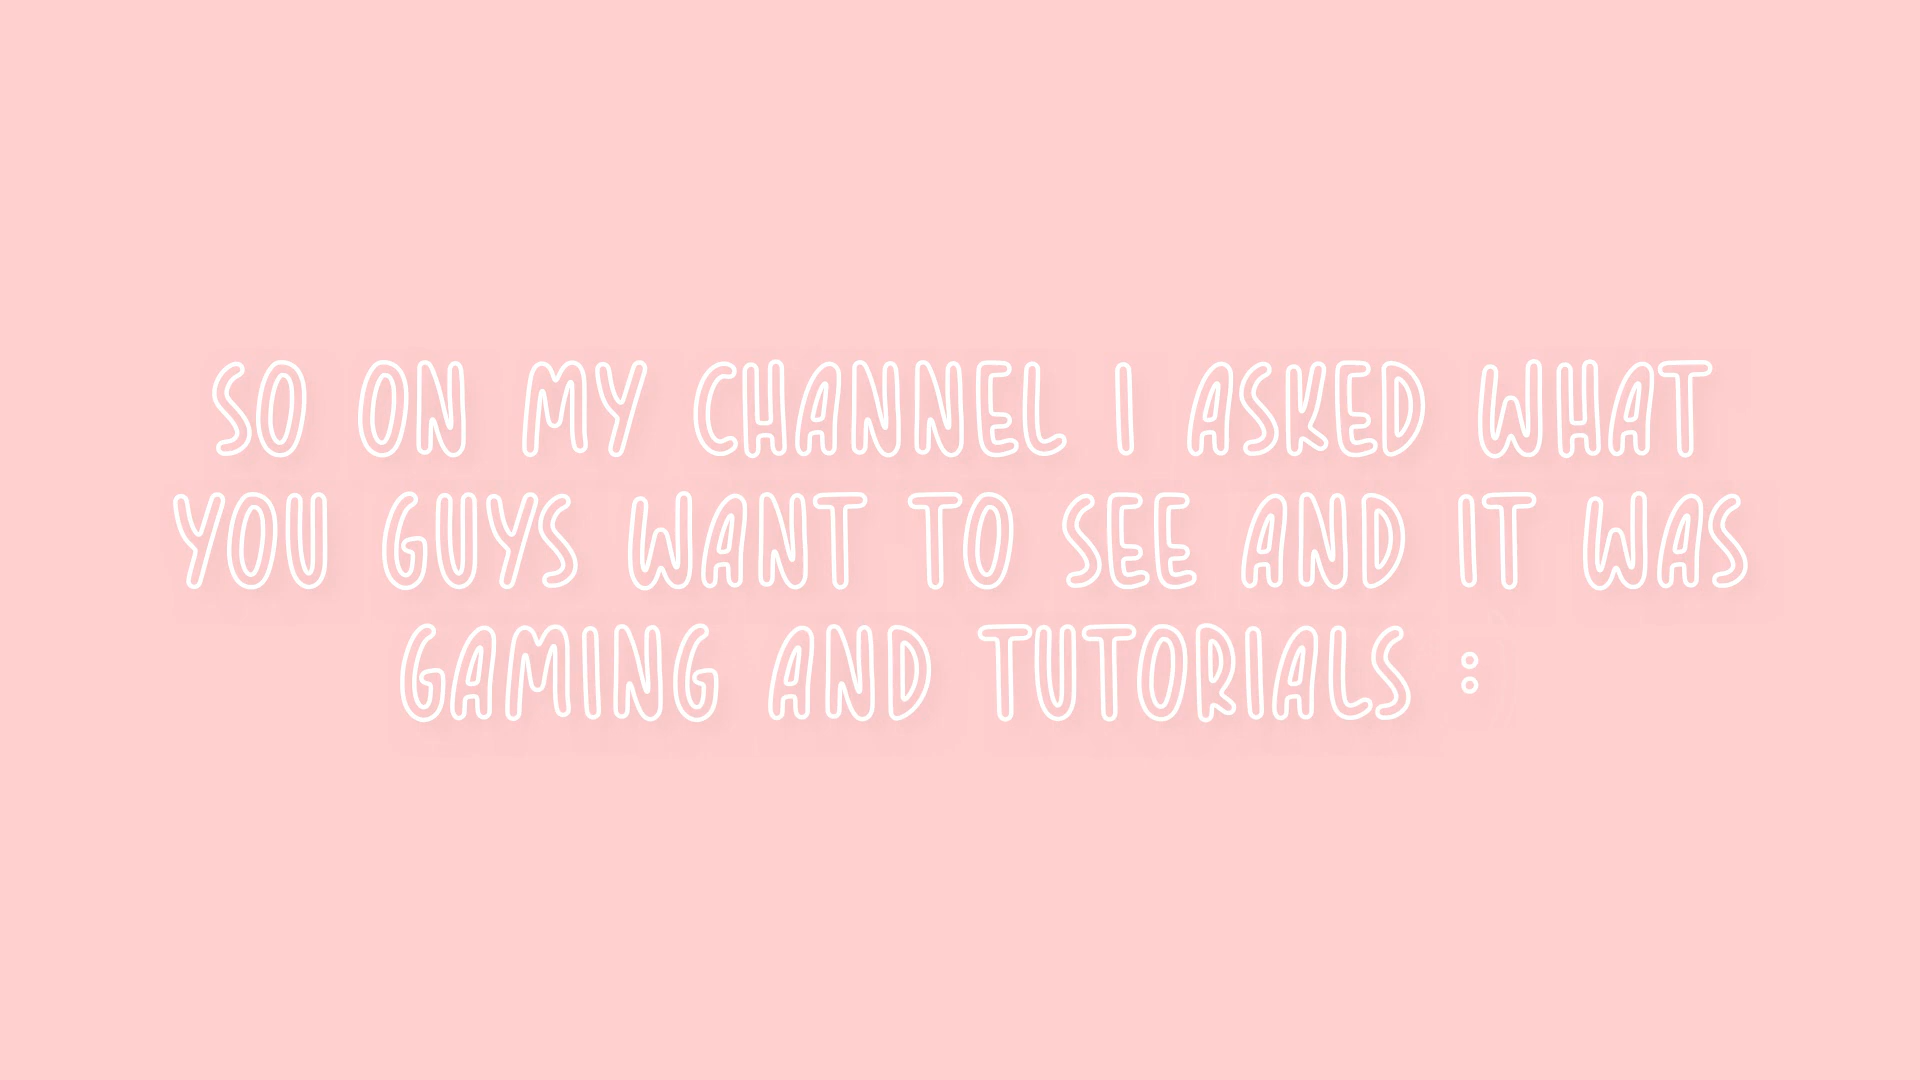 SO ON MY CHANNEL I ASKED WHAT
YOU GUYS WANT TO SEE AND IT WAS
GAMING AND TUTORIALS :